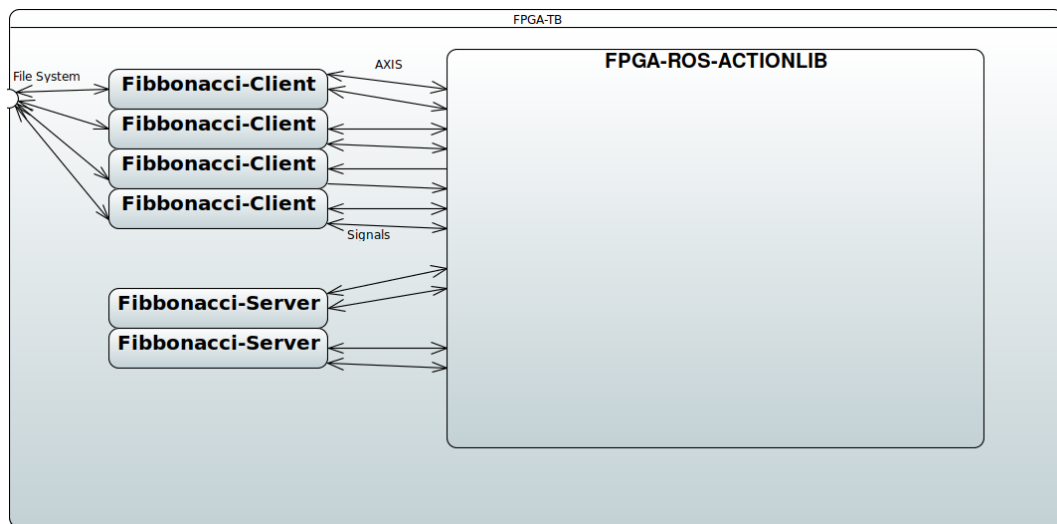 FPGA-TB
File System
AXIS
FPGA-ROS-ACTIONLIB
Fibbonacci-Client
Fibbonacci-Client
Fibbonacci-Client
Fibbonacci-Client
Signals
Fibbonacci-Server
Fibbonacci-Server